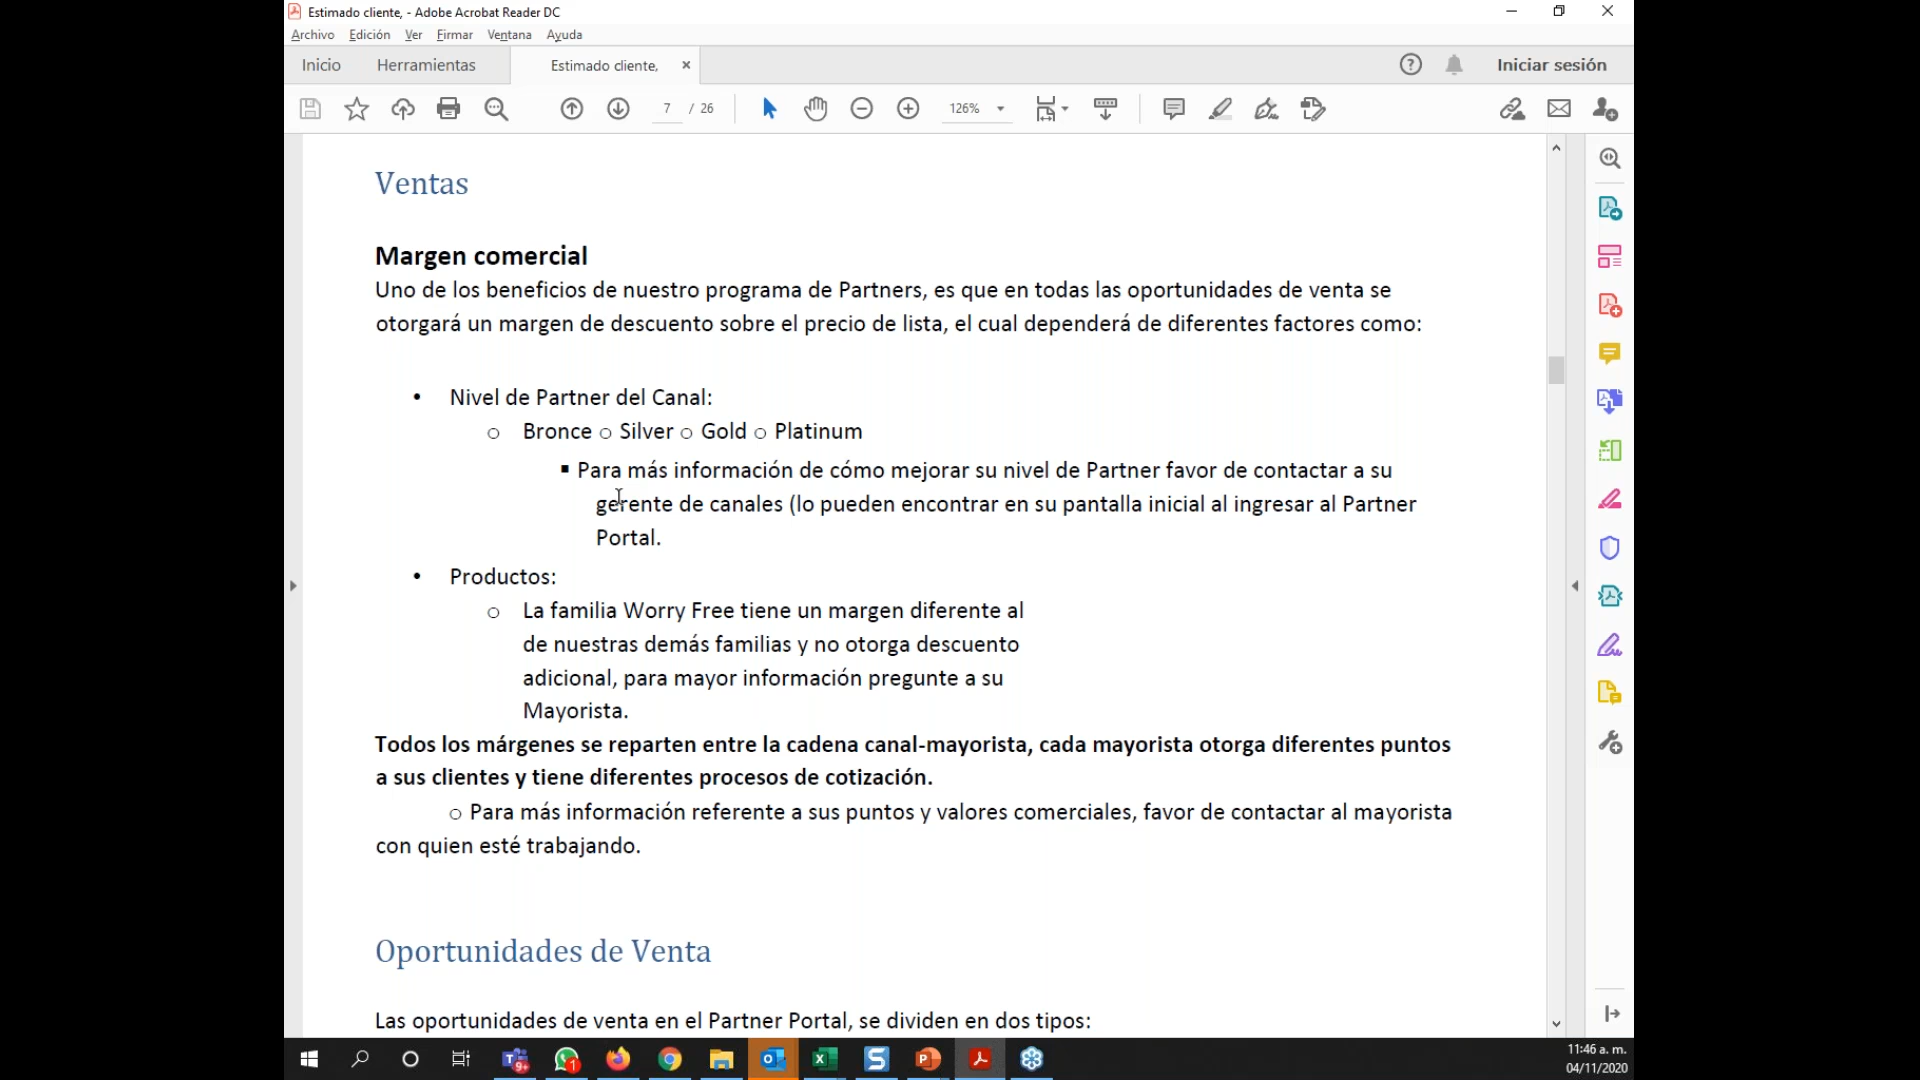 Estimado cliente, - Adobe Acrobat Reader DC
Archivo Edición Ver Firmar Ventana Ayuda
Inicio Herramientas Estimado cliente, × Iniciar sesión
7 / 26 126%
Ventas
Margen comercial
Uno de los beneficios de nuestro programa de Partners, es que en todas las oportunidades de venta se
otorgará un margen de descuento sobre el precio de lista, el cual dependerá de diferentes factores como:
• Nivel de Partner del Canal:
o Bronce o Silver o Gold o Platinum
▪ Para más información de cómo mejorar su nivel de Partner favor de contactar a su
gerente de canales (lo pueden encontrar en su pantalla inicial al ingresar al Partner
Portal.
• Productos:
o La familia Worry Free tiene un margen diferente al
de nuestras demás familias y no otorga descuento
adicional, para mayor información pregunte a su
Mayorista.
Todos los márgenes se reparten entre la cadena canal-mayorista, cada mayorista otorga diferentes puntos
a sus clientes y tiene diferentes procesos de cotización.
o Para más información referente a sus puntos y valores comerciales, favor de contactar al mayorista
con quien esté trabajando.
Oportunidades de Venta
Las oportunidades de venta en el Partner Portal, se dividen en dos tipos:
9+ 1
11:46 a. m.
04/11/2020